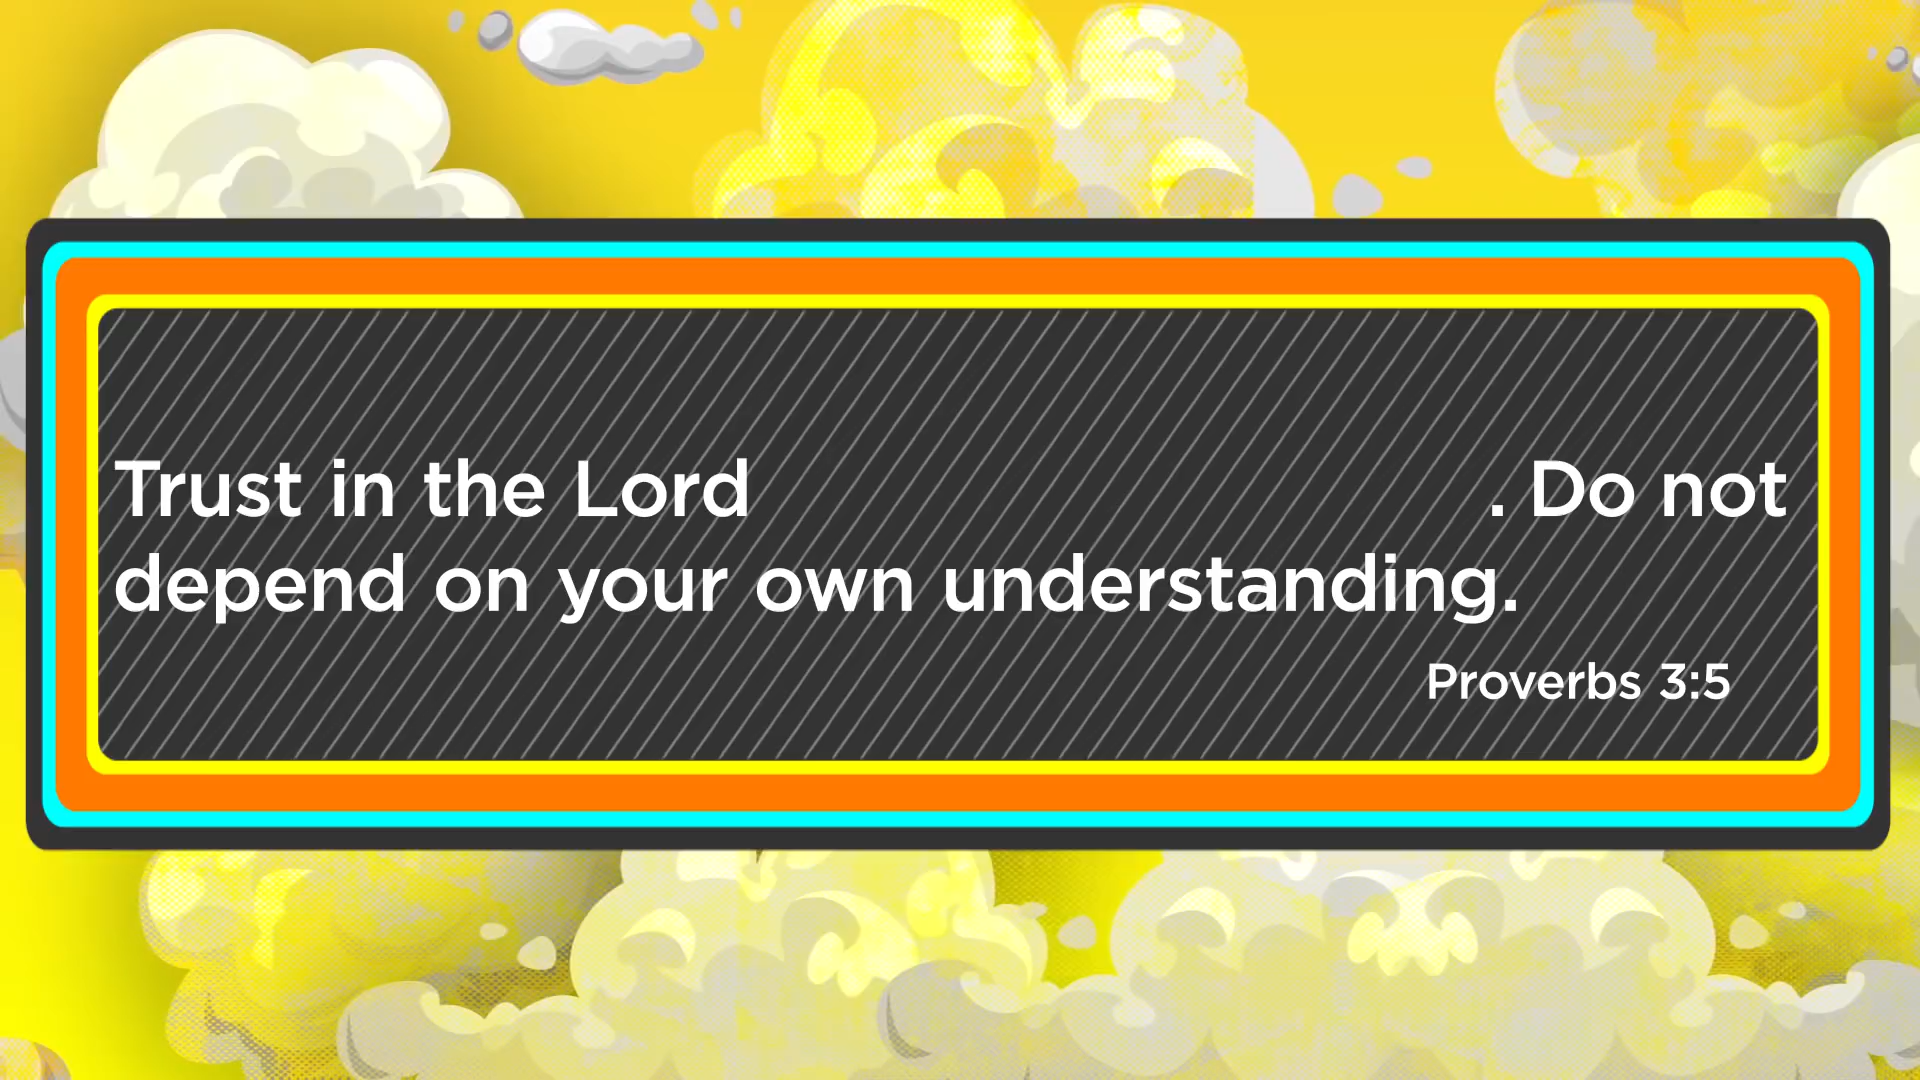 Trust in the Lord . Do not
depend on your own understanding.
Proverbs 3:5